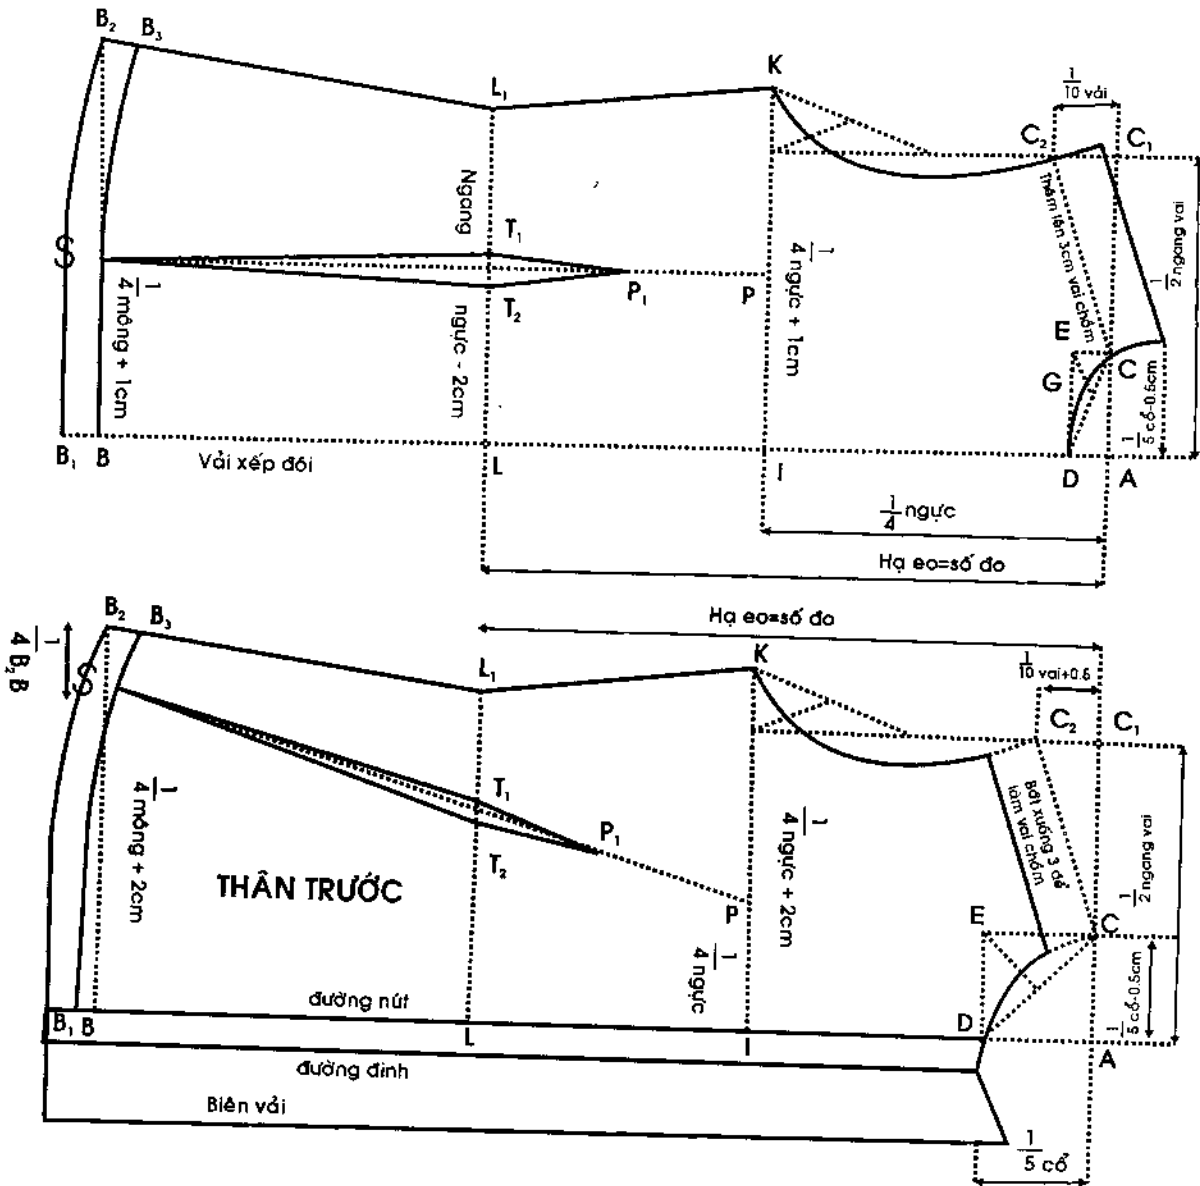 B₂ B₃
L₁
K
1/10 vải
C₂ C₁
Ngang
T₁
Thêm lên 3cm vai chồm
1/2 ngang vai
S
P₁
P
T₂
1/4 mông + 1cm
ngực - 2cm
1/4 ngực + 1cm
E
G
C
1/5 cổ-0.5cm
B₁ B
Vải xếp đôi
L
I
D
A
1/4 ngực
Hạ eo=số đo
B₂ B₃
Hạ eo=số đo
1/4 B₂B
S
L₁
K
1/10 vai+0.5
C₂ C₁
T₁
P₁
T₂
1/4 mông + 2cm
1/4 ngực + 2cm
Bớt xuống 3 để
làm vai chồm
1/2 ngang vai
THÂN TRƯỚC
P
E
C
1/4 ngực
1/5 cổ-0.5cm
đường nút
B₁ B
L
I
D
A
đường đinh
Biên vải
1/5 cổ